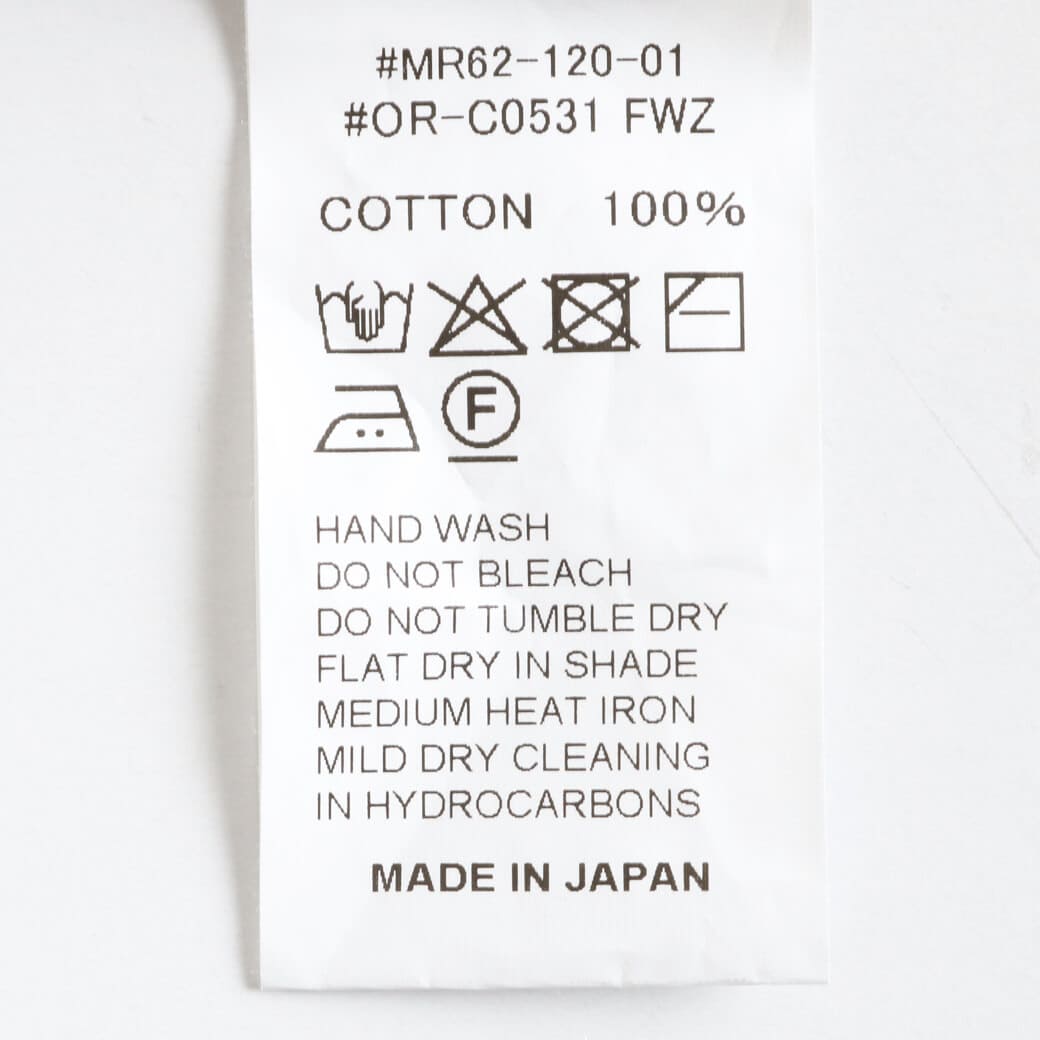 #MR62-120-01
#OR-C0531 FWZ
COTTON 100%
F
HAND WASH
DO NOT BLEACH
DO NOT TUMBLE DRY
FLAT DRY IN SHADE
MEDIUM HEAT IRON
MILD DRY CLEANING
IN HYDROCARBONS
MADE IN JAPAN